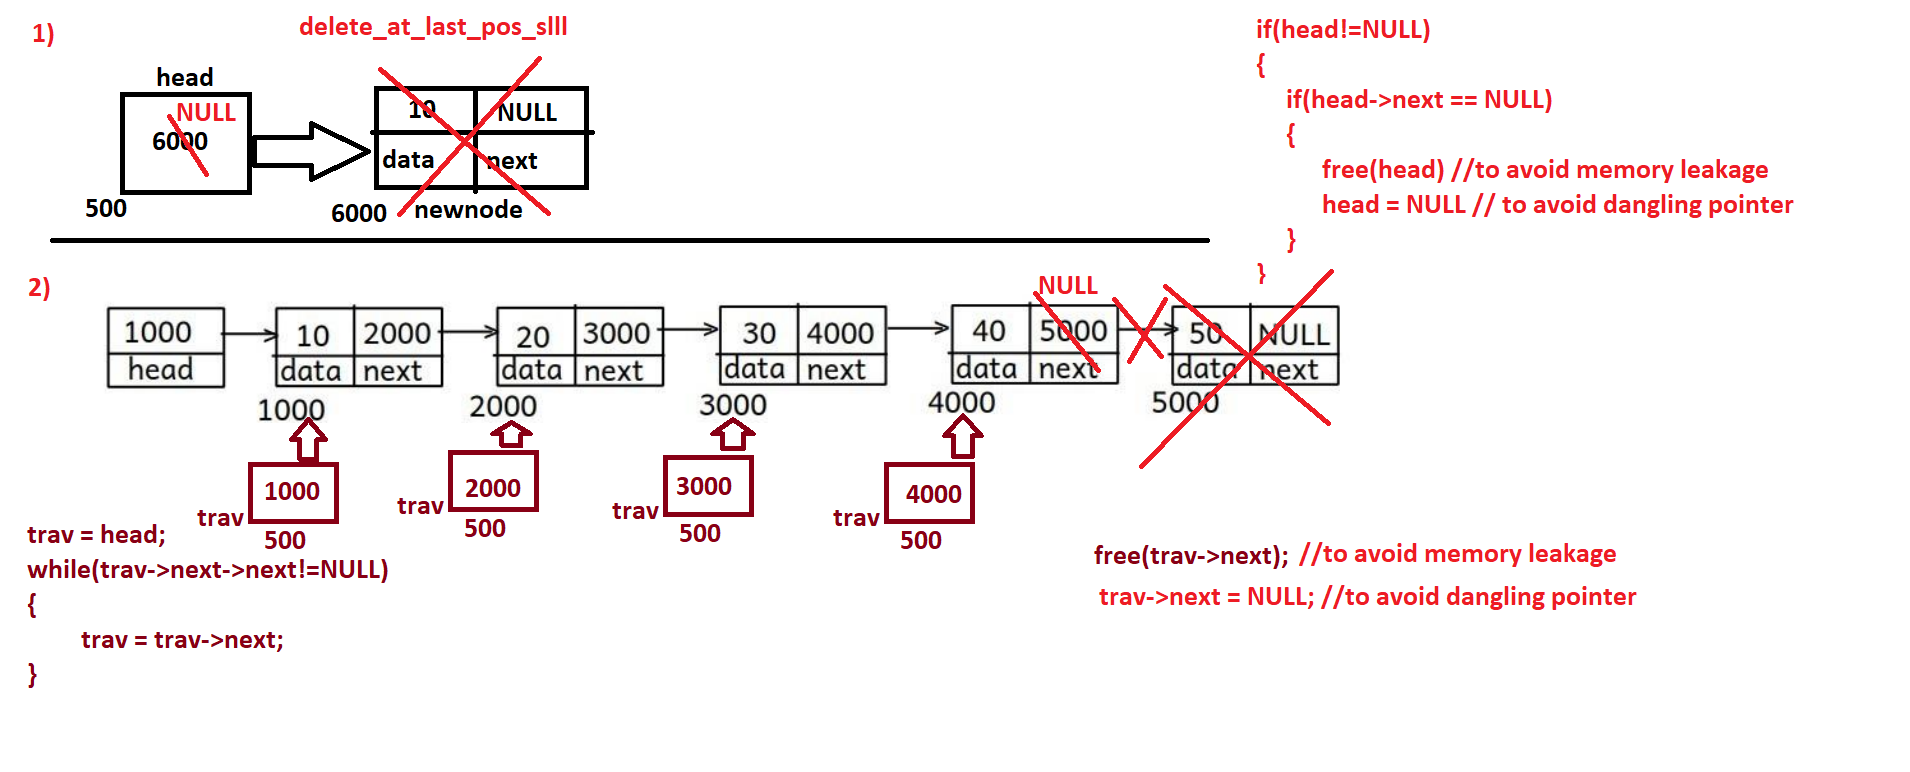 1)
delete_at_last_pos_slll
head
NULL
6000
500
10 NULL
data next
6000 newnode
if(head!=NULL)
{
if(head->next == NULL)
{
free(head) //to avoid memory leakage
head = NULL // to avoid dangling pointer
}
}
2)
NULL
1000 10 2000 20 3000 30 4000 40 5000 50 NULL
head data next data next data next data next data next
1000 2000 3000 4000 5000
1000 2000 3000 4000
trav trav trav trav
500 500 500 500
trav = head;
while(trav->next->next!=NULL)
{
trav = trav->next;
}
free(trav->next); //to avoid memory leakage
trav->next = NULL; //to avoid dangling pointer